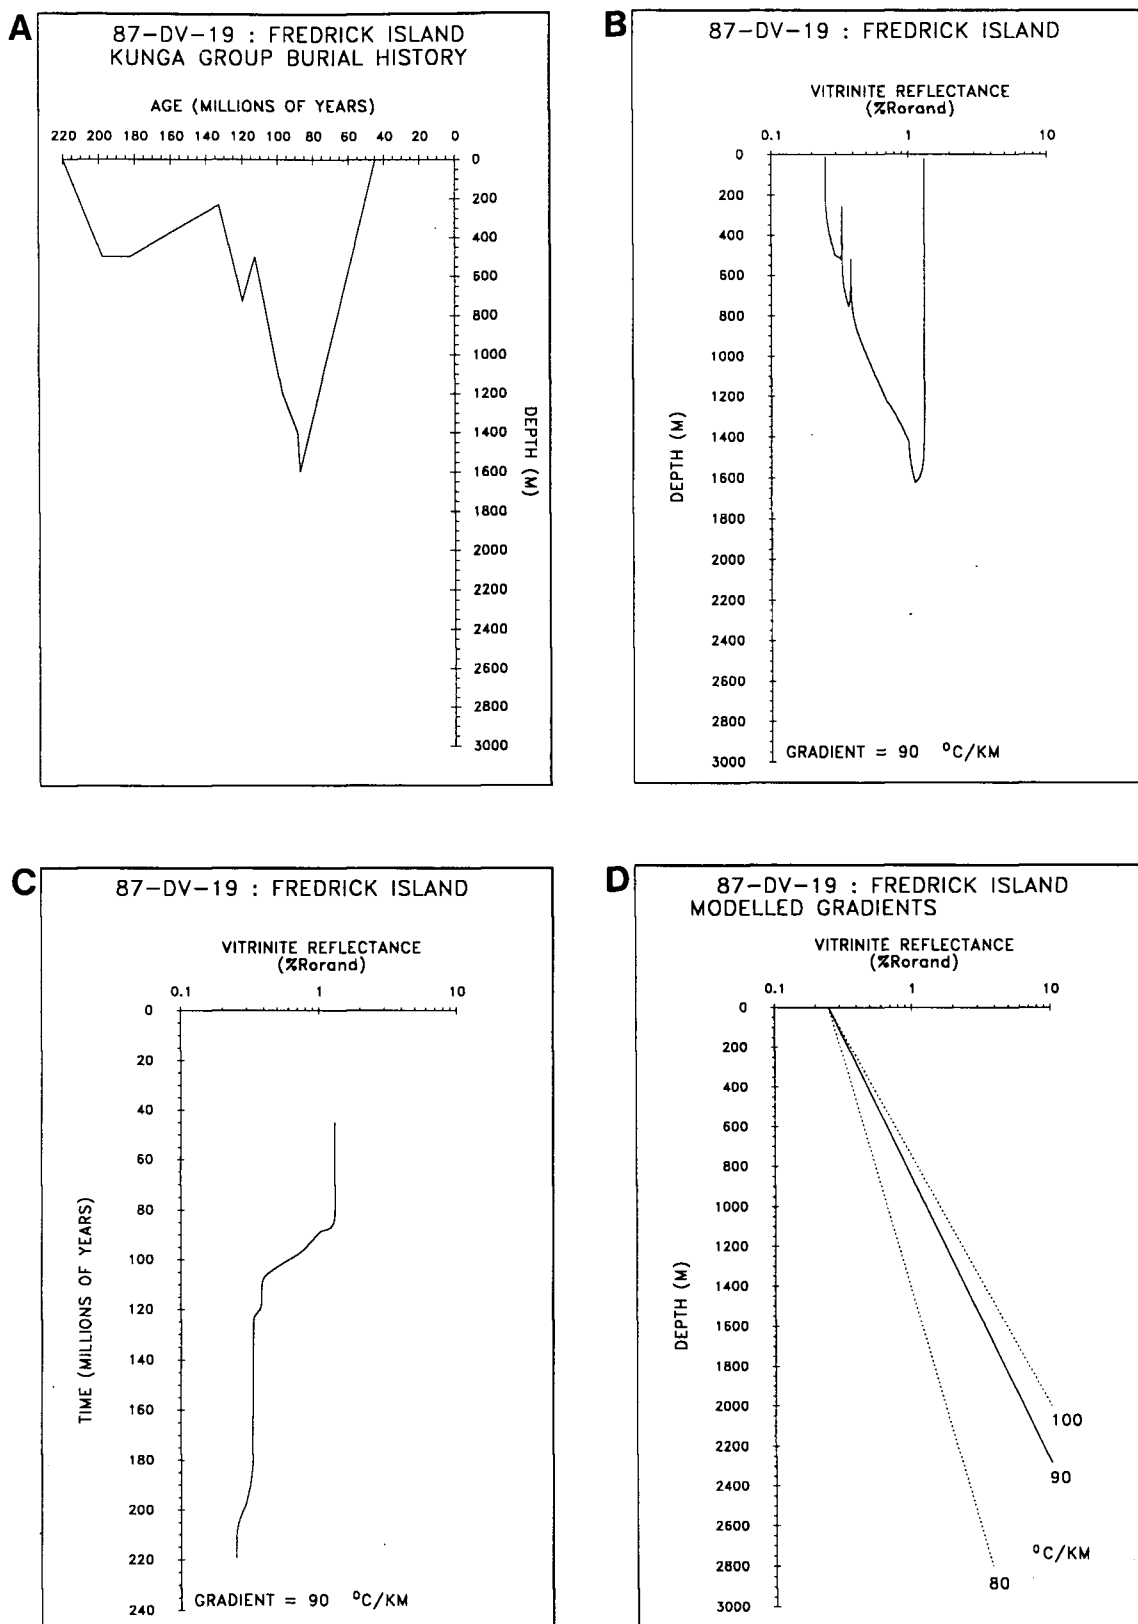 A
87-DV-19 : FREDRICK ISLAND
KUNGA GROUP BURIAL HISTORY
AGE (MILLIONS OF YEARS)
220 200 180 160 140 120 100 80 60 40 20 0
0
200
400
600
800
1000
1200
1400
1600
1800
2000
2200
2400
2600
2800
3000
DEPTH (M)
B
87-DV-19 : FREDRICK ISLAND
VITRINITE REFLECTANCE
(%Rorand)
0.1 1 10
0
200
400
600
800
1000
1200
1400
1600
1800
2000
2200
2400
2600
2800
3000
DEPTH (M)
GRADIENT = 90 °C/KM
C
87-DV-19 : FREDRICK ISLAND
VITRINITE REFLECTANCE
(%Rorand)
0.1 1 10
0
20
40
60
80
100
120
140
160
180
200
220
240
TIME (MILLIONS OF YEARS)
GRADIENT = 90 °C/KM
D
87-DV-19 : FREDRICK ISLAND
MODELLED GRADIENTS
VITRINITE REFLECTANCE
(%Rorand)
0.1 1 10
0
200
400
600
800
1000
1200
1400
1600
1800
2000
2200
2400
2600
2800
3000
DEPTH (M)
100
90
°C/KM
80